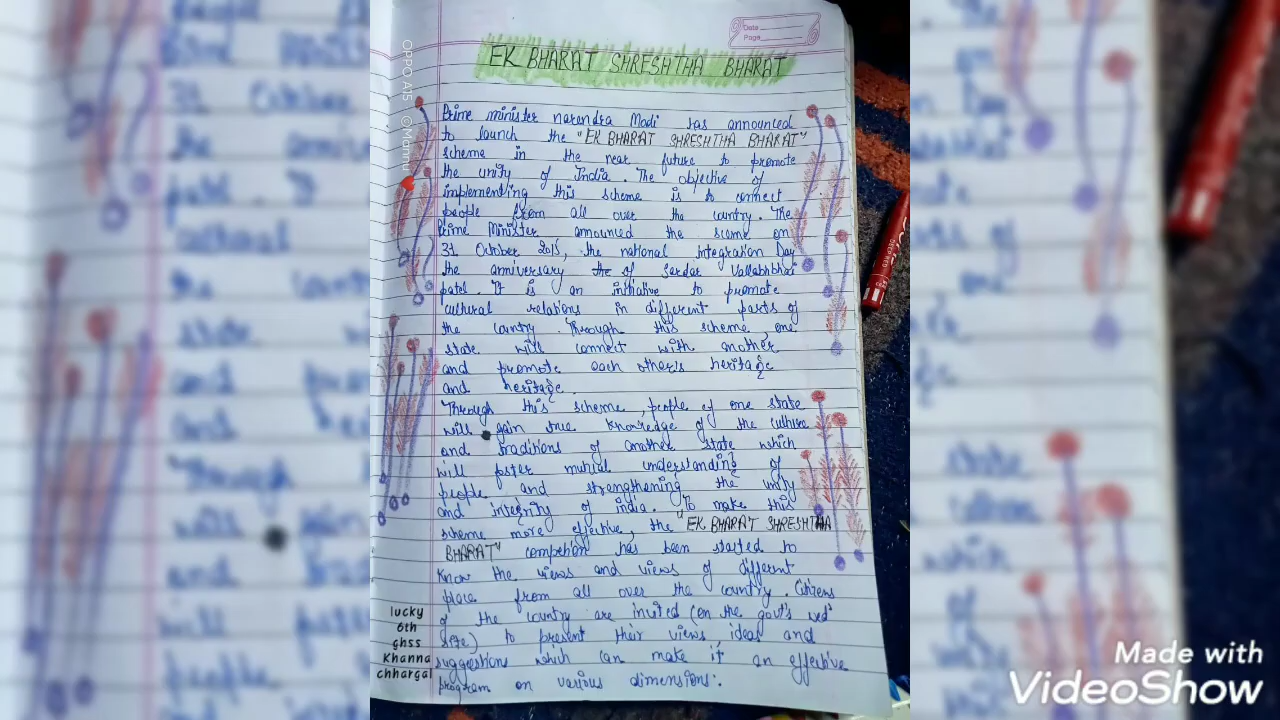 Date
Page
EK BHARAT SHRESHTHA BHARAT
Prime minister narendra Modi has announced
to launch the "EK BHARAT SHRESHTHA BHARAT"
scheme in the near future to promote
the unity of India. The objective of
implementing this scheme is to connect
people from all over the country. The
Prime Minister announced the sceme on
31 October 2015, the national integration Day
the anniversary the of Sardar Vallabhbhai
patel It is an initiative to promote
cultural relations in different parts of
the country. Through this scheme, one
state will connect with another
and promote each other's heritage
and heritage.
Through this scheme, people of one state
will gain true knowledge of the culture
and traditions of another state which
will foster mutual understanding of
people and strengthening the unity
and integrity of india. To make this
scheme more effective, the "EK BHARAT SHRESHTHA
BHARAT" competion has been started to
Know the views and views of different
place from all over the country. Citizens
of the country are invited (on the govt's web
site) to present their views, ideas and
suggestions which can make it an effective
program on various dimensions.
OPPO A15 ©Mannu
lucky
6th
ghss
Khanna
chhargal
Made with
VideoShow